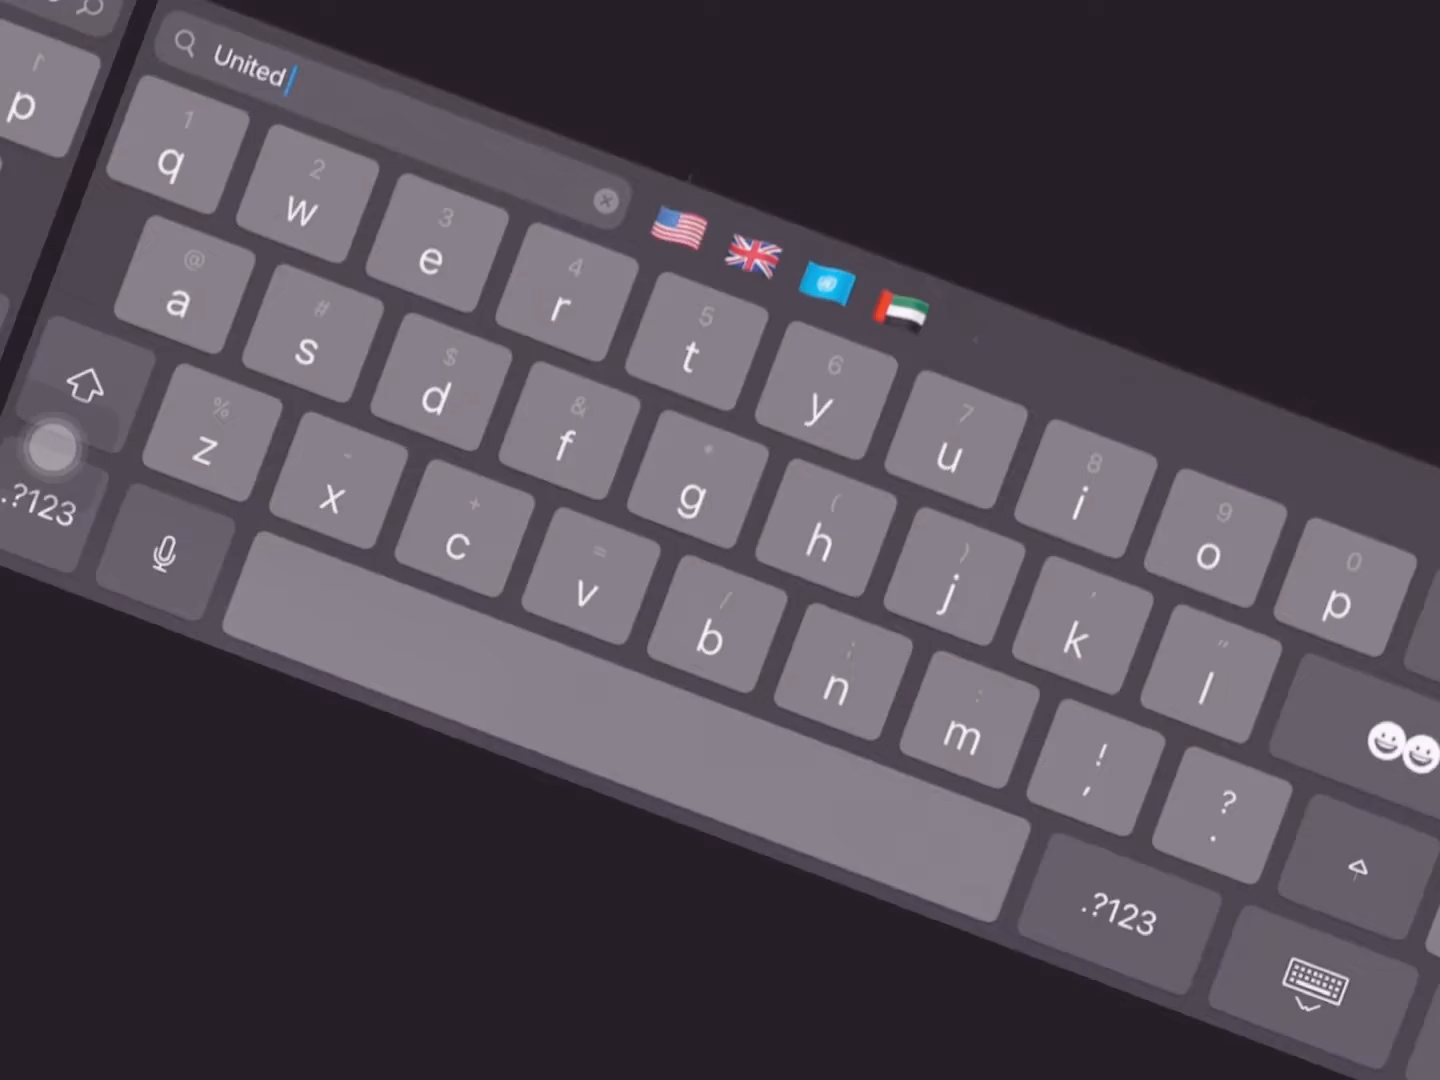 United
1 2 3 4 5 6 7 8 9 0
q w e r t y u i o p
@ # $ & * ( ) ' "
a s d f g h j k l
% - + = / ; : ! ?
z x c v b n m , .
.?123
.?123
p